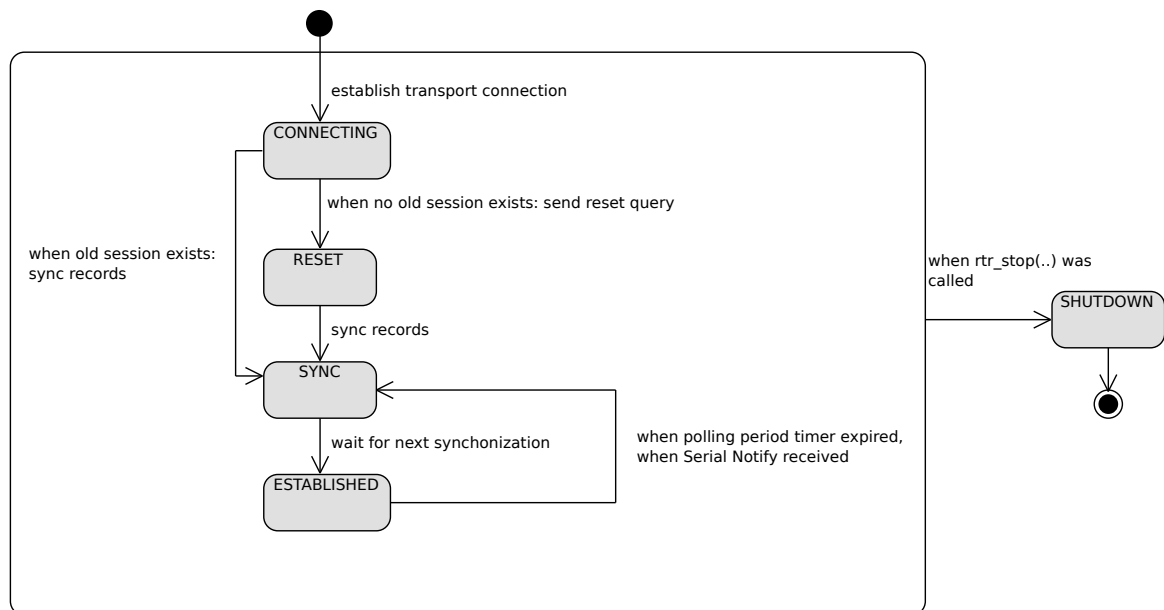 establish transport connection
CONNECTING
when no old session exists: send reset query
when old session exists:
sync records
RESET
when rtr_stop(..) was
called
SHUTDOWN
sync records
SYNC
wait for next synchonization
when polling period timer expired,
when Serial Notify received
ESTABLISHED